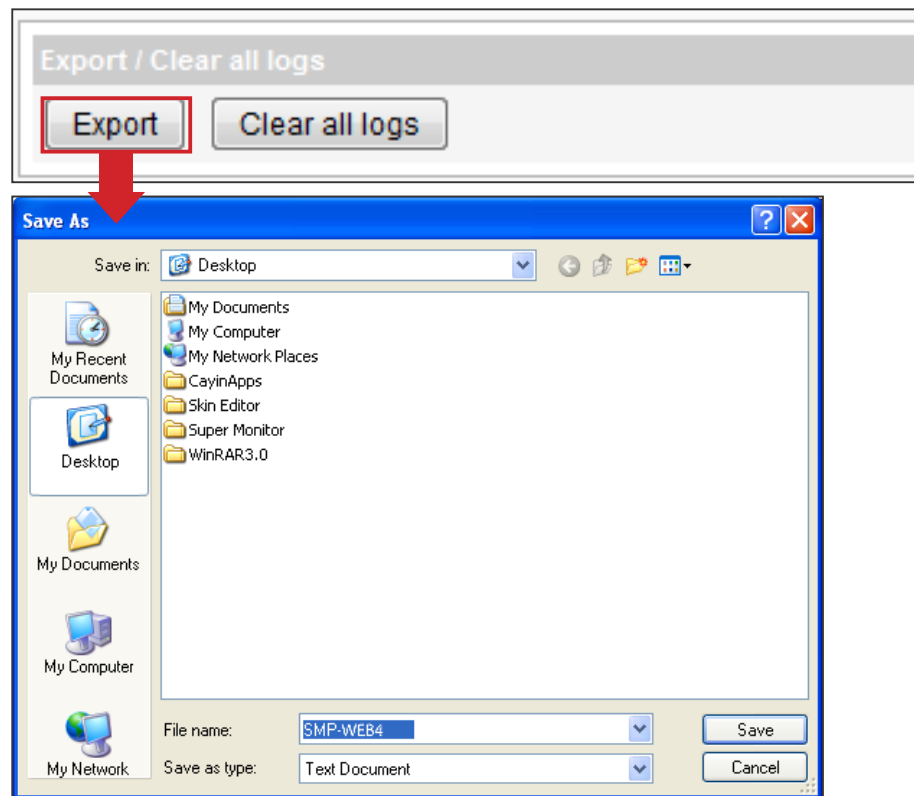 Export / Clear all logs
Export
Clear all logs
Save As
Save in:
Desktop
My Recent
Documents
Desktop
My Documents
My Computer
My Network
My Documents
My Computer
My Network Places
CayinApps
Skin Editor
Super Monitor
WinRAR3.0
File name:
SMP-WEB4
Save
Save as type:
Text Document
Cancel